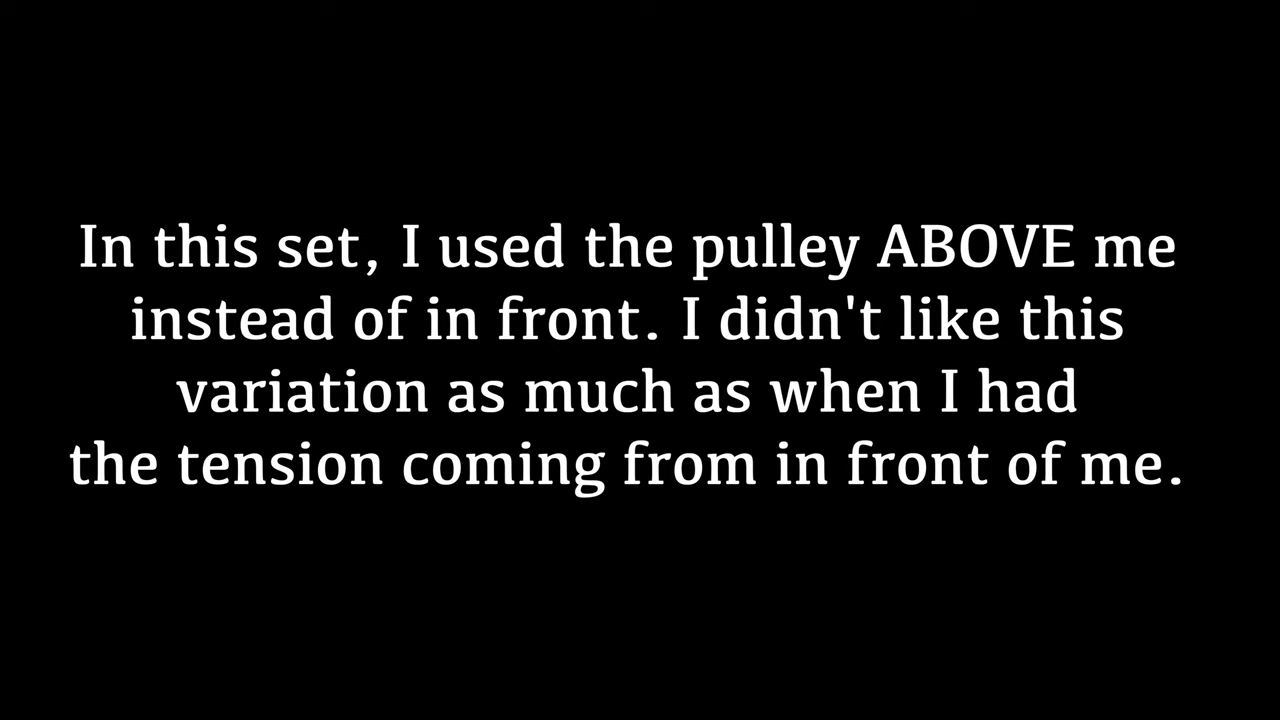 In this set, I used the pulley ABOVE me
instead of in front. I didn't like this
variation as much as when I had
the tension coming from in front of me.